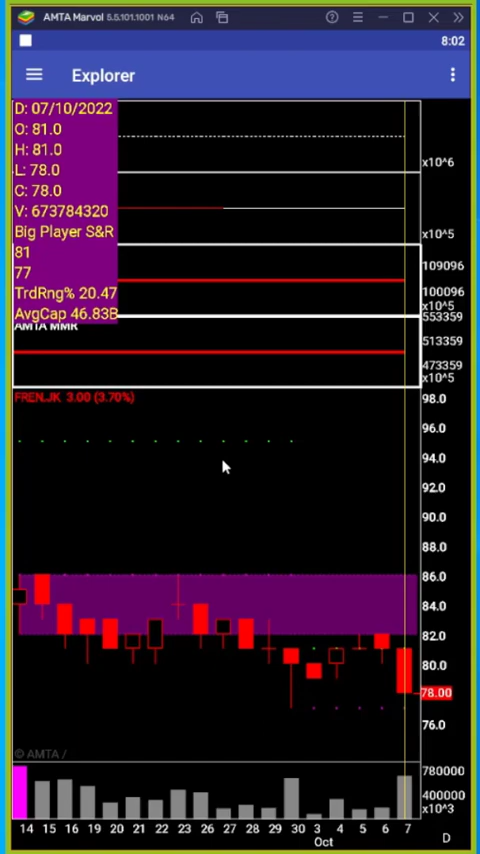 AMTA Marvol 5.5.101.1001 N64
8:02
Explorer
D: 07/10/2022
O: 81.0
H: 81.0
L: 78.0
C: 78.0
V: 673784320
Big Player S&R
81
77
TrdRng% 20.47
AvgCap 46.83B
x10^6
x10^5
109096
100096
x10^5
AMTA MMR
553359
513359
473359
x10^5
FREN.JK 3.00 (3.70%)
98.0
96.0
94.0
92.0
90.0
88.0
86.0
84.0
82.0
80.0
78.00
76.0
© AMTA /
780000
400000
x10^3
14 15 16 19 20 21 22 23 26 27 28 29 30 3 4 5 6 7 D
Oct